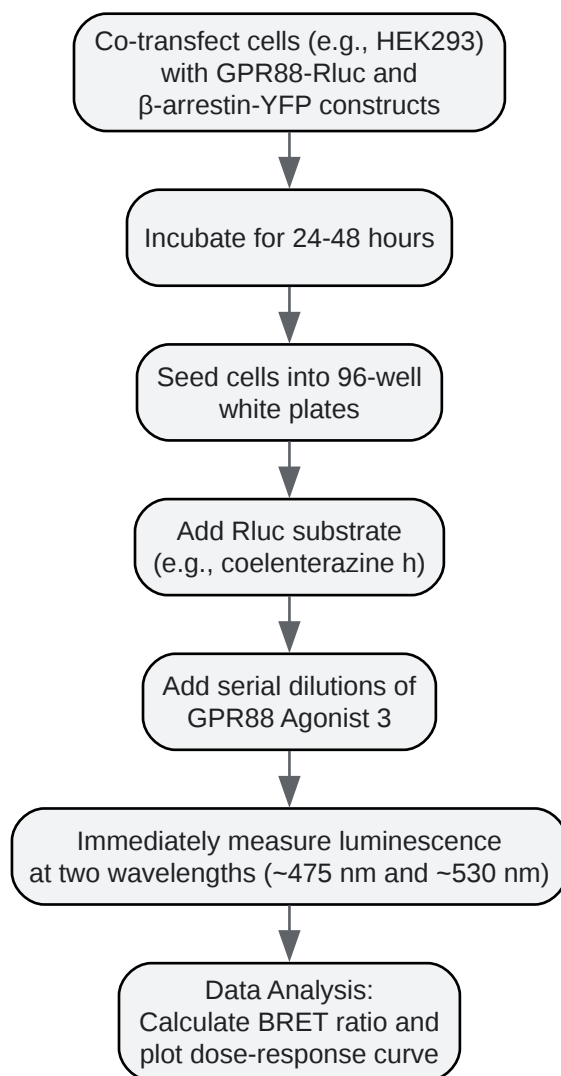 Co-transfect cells (e.g., HEK293)
with GPR88-Rluc and
β-arrestin-YFP constructs
Incubate for 24-48 hours
Seed cells into 96-well
white plates
Add Rluc substrate
(e.g., coelenterazine h)
Add serial dilutions of
GPR88 Agonist 3
Immediately measure luminescence
at two wavelengths (~475 nm and ~530 nm)
Data Analysis:
Calculate BRET ratio and
plot dose-response curve